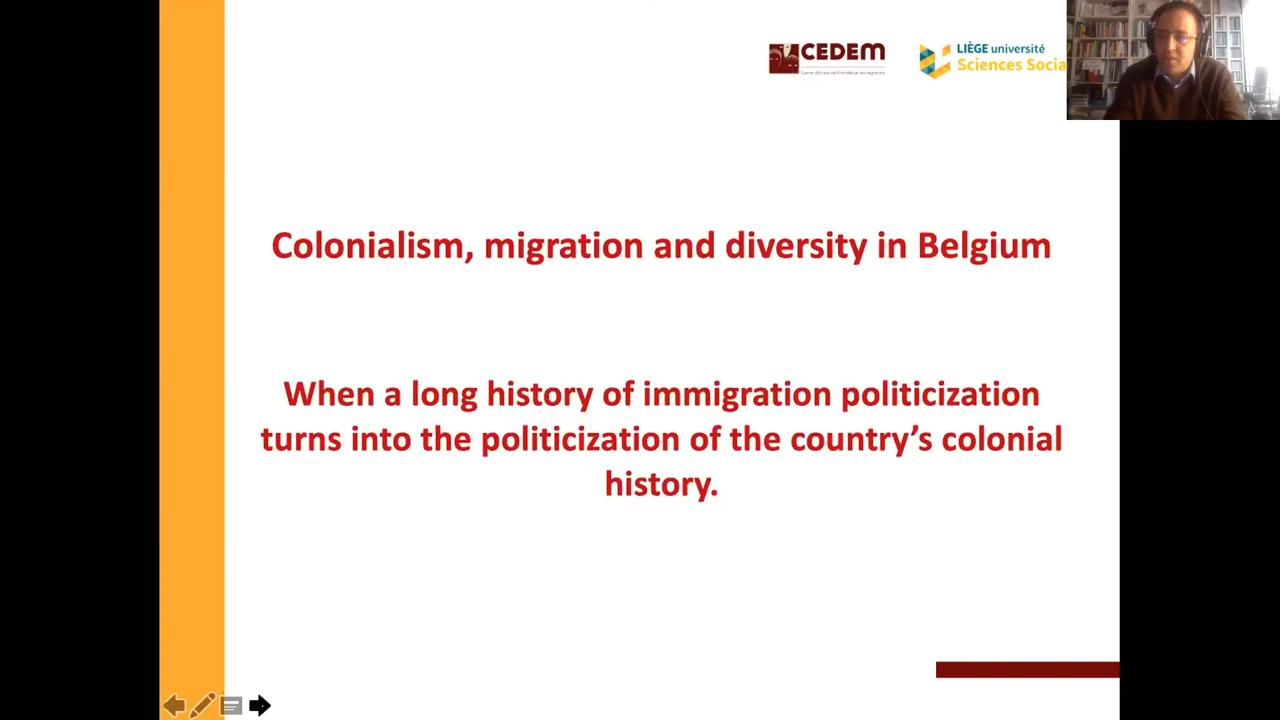 CEDEM
LIÈGE université
Sciences Socia
Colonialism, migration and diversity in Belgium
When a long history of immigration politicization
turns into the politicization of the country’s colonial
history.